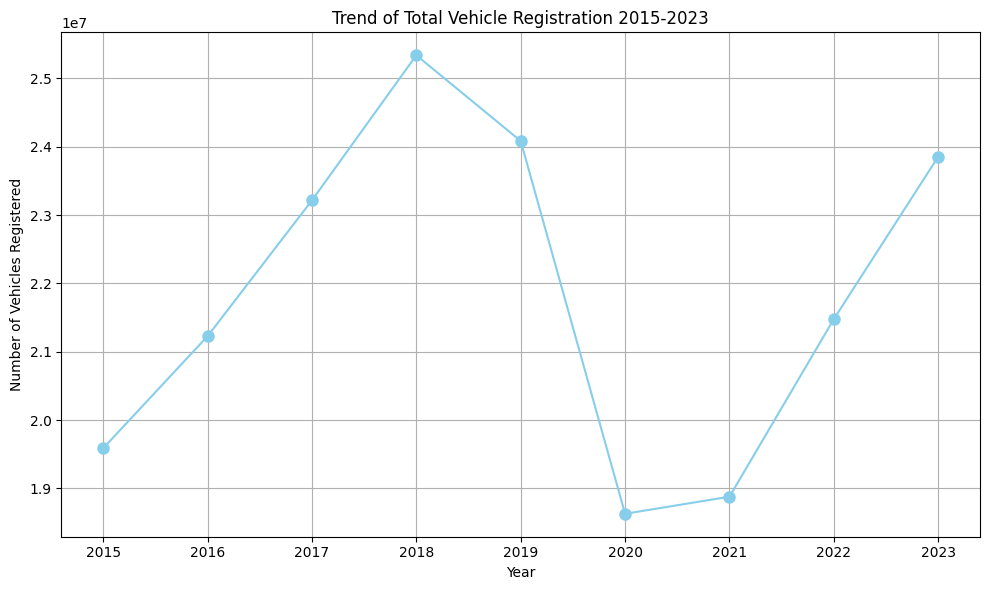 Trend of Total Vehicle Registration 2015-2023
1e7
2.5
2.4
2.3
2.2
2.1
2.0
1.9
Number of Vehicles Registered
2015 2016 2017 2018 2019 2020 2021 2022 2023
Year